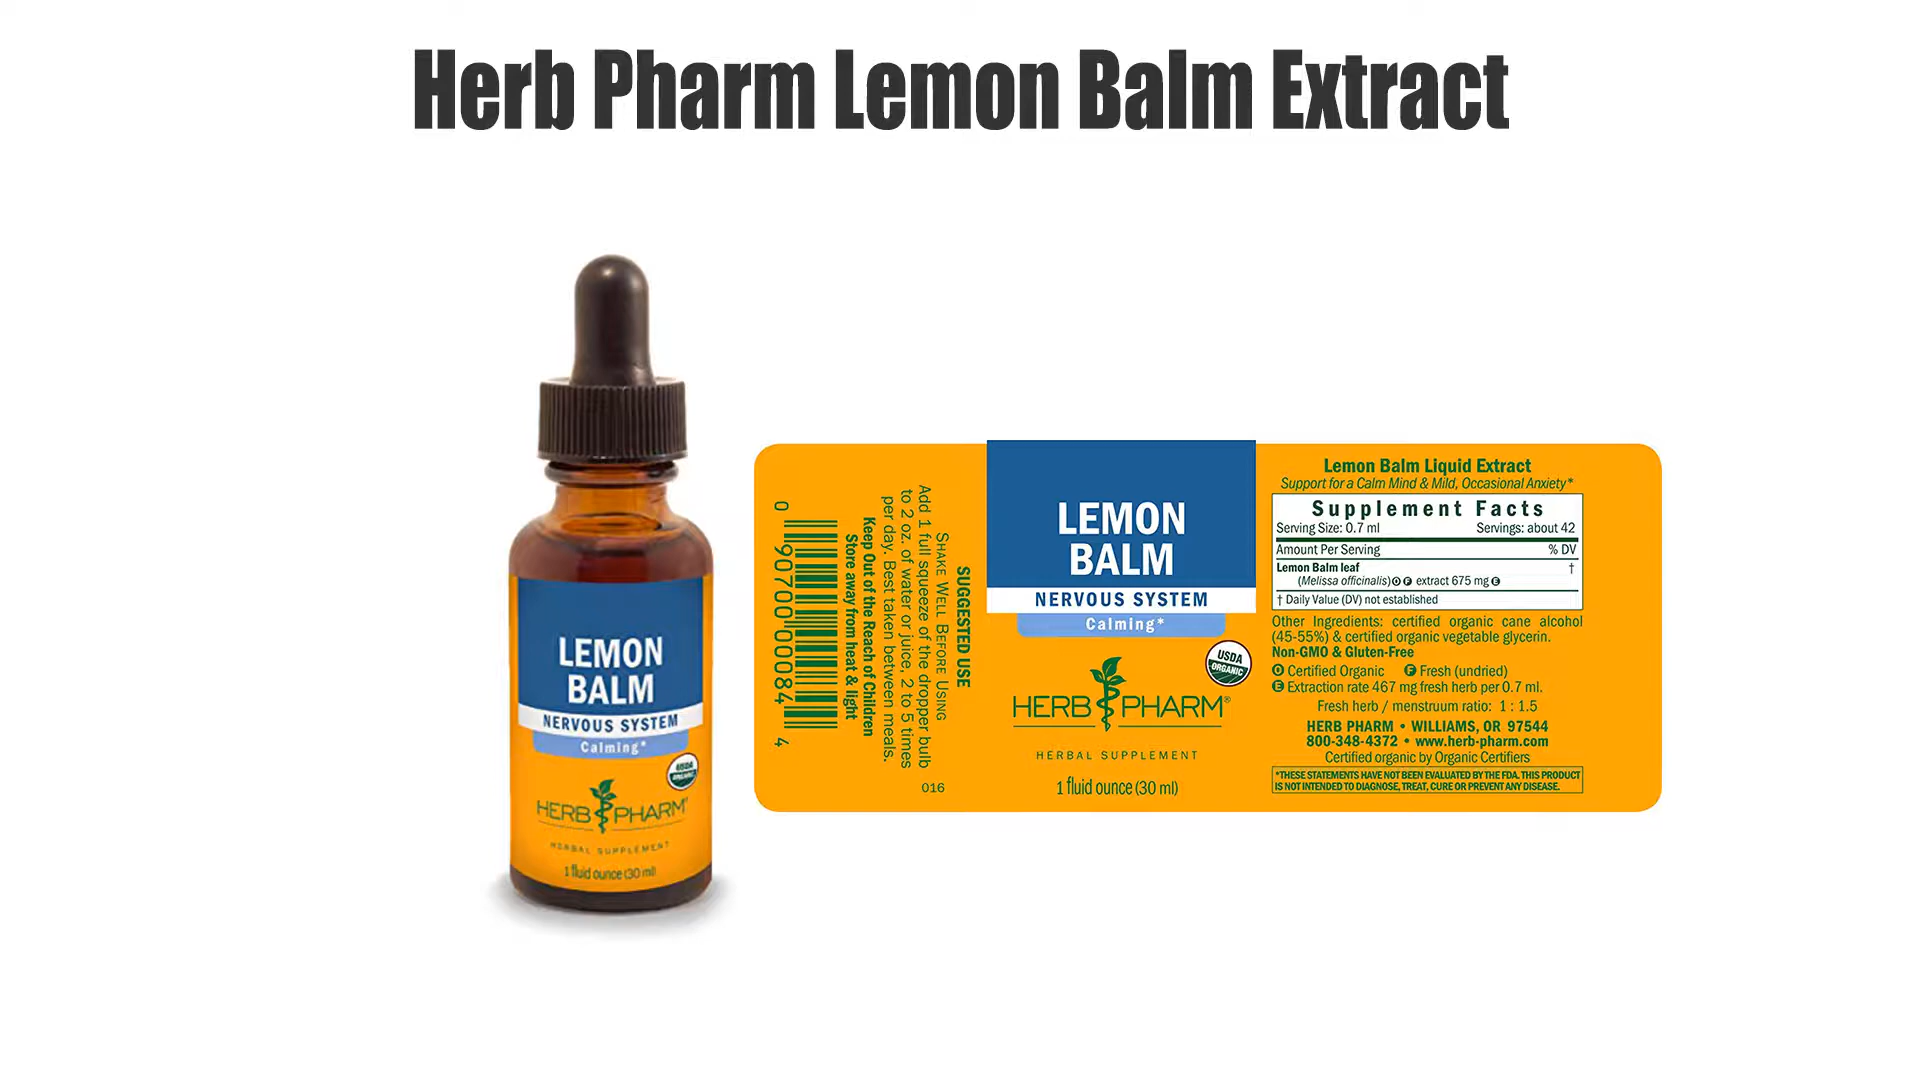 Herb Pharm Lemon Balm Extract
LEMON
BALM
NERVOUS SYSTEM
Calming*
USDA
ORGANIC
HERB PHARM
HERBAL SUPPLEMENT
1 fluid ounce (30 ml)
0 90700 00084 4
SUGGESTED USE
SHAKE WELL BEFORE USING
Add 1 full squeeze of the dropper bulb
to 2 oz. of water or juice, 2 to 5 times
per day. Best taken between meals.
Keep Out of the Reach of Children
Store away from heat & light
016
LEMON
BALM
NERVOUS SYSTEM
Calming*
USDA
ORGANIC
HERB PHARM®
HERBAL SUPPLEMENT
1 fluid ounce (30 ml)
Lemon Balm Liquid Extract
Support for a Calm Mind & Mild, Occasional Anxiety*
Supplement Facts
Serving Size: 0.7 ml Servings: about 42
Amount Per Serving % DV
Lemon Balm leaf †
(Melissa officinalis) O F extract 675 mg E
† Daily Value (DV) not established
Other Ingredients: certified organic cane alcohol
(45-55%) & certified organic vegetable glycerin.
Non-GMO & Gluten-Free
O Certified Organic F Fresh (undried)
E Extraction rate 467 mg fresh herb per 0.7 ml.
Fresh herb / menstruum ratio: 1 : 1.5
HERB PHARM • WILLIAMS, OR 97544
800-348-4372 • www.herb-pharm.com
Certified organic by Organic Certifiers
*THESE STATEMENTS HAVE NOT BEEN EVALUATED BY THE FDA. THIS PRODUCT
IS NOT INTENDED TO DIAGNOSE, TREAT, CURE OR PREVENT ANY DISEASE.